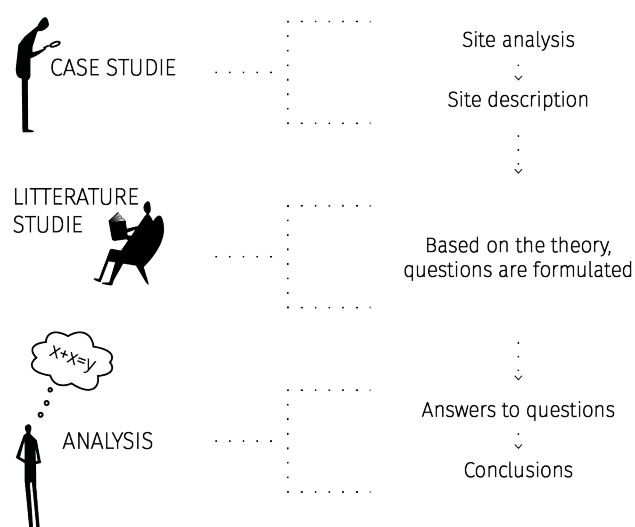 CASE STUDIE
Site analysis
Site description
LITTERATURE
STUDIE
Based on the theory,
questions are formulated
x+x=y
ANALYSIS
Answers to questions
Conclusions